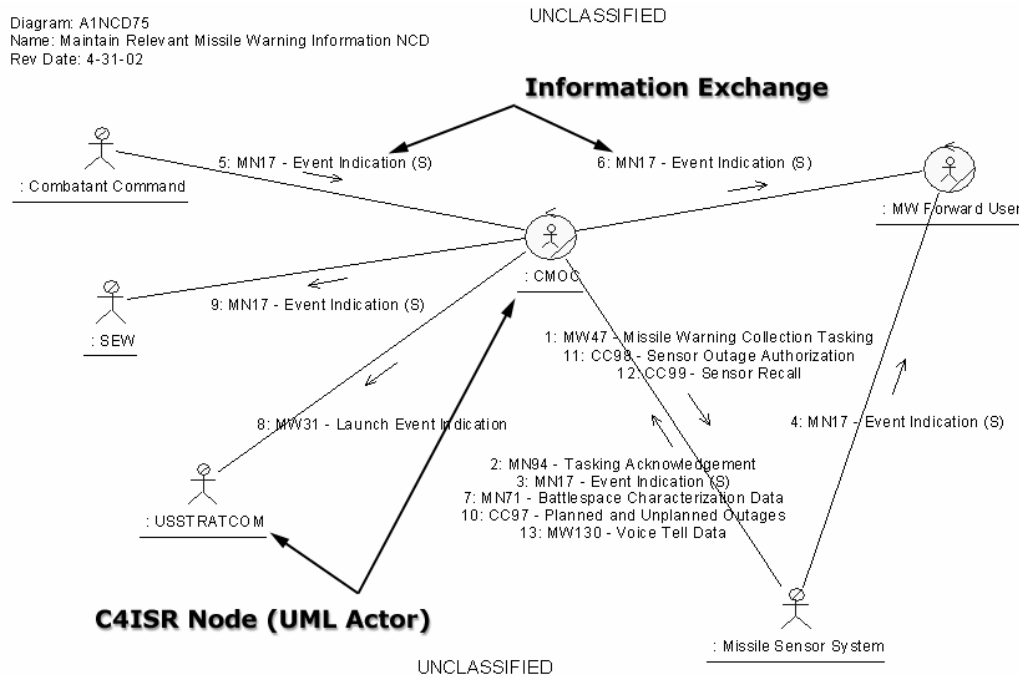 UNCLASSIFIED
Diagram: A1NCD75
Name: Maintain Relevant Missile Warning Information NCD
Rev Date: 4-31-02
Information Exchange
5: MN17 - Event Indication (S)
6: MN17 - Event Indication (S)
: Combatant Command
: MW Forward User
: CMOC
9: MN17 - Event Indication (S)
: SEW
1: MW47 - Missile Warning Collection Tasking
11: CC98 - Sensor Outage Authorization
12: CC99 - Sensor Recall
8: MW31 - Launch Event Indication
4: MN17 - Event Indication (S)
2: MN94 - Tasking Acknowledgement
3: MN17 - Event Indication (S)
7: MN71 - Battlespace Characterization Data
10: CC97 - Planned and Unplanned Outages
13: MW130 - Voice Tell Data
: USSTRATCOM
C4ISR Node (UML Actor)
: Missile Sensor System
UNCLASSIFIED